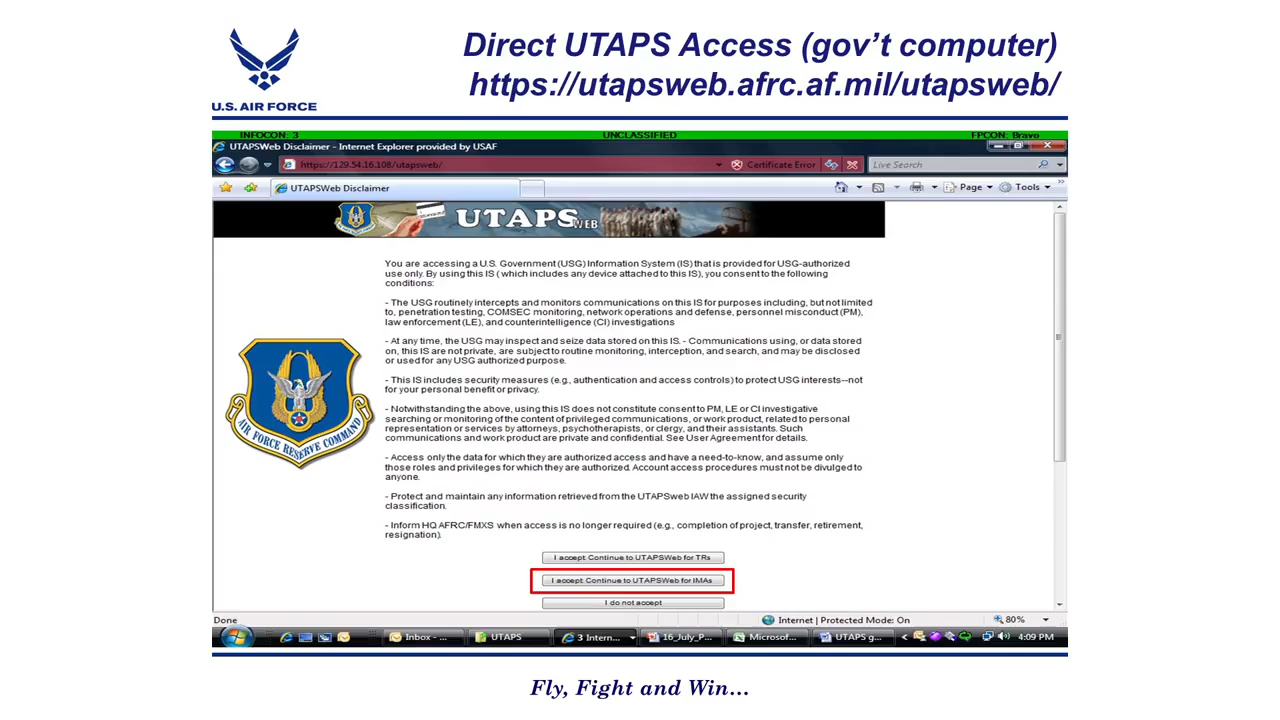 Direct UTAPS Access (gov't computer)
https://utapsweb.afrc.af.mil/utapsweb/
U.S. AIR FORCE
INFOCON: 3 UNCLASSIFIED FPCON: Bravo
UTAPSWeb Disclaimer - Internet Explorer provided by USAF
https://129.54.16.108/utapsweb/ Certificate Error Live Search
UTAPSWeb Disclaimer Page Tools
UTAPS WEB
You are accessing a U.S. Government (USG) Information System (IS) that is provided for USG-authorized
use only. By using this IS ( which includes any device attached to this IS), you consent to the following
conditions:
- The USG routinely intercepts and monitors communications on this IS for purposes including, but not limited
to, penetration testing, COMSEC monitoring, network operations and defense, personnel misconduct (PM),
law enforcement (LE), and counterintelligence (CI) investigations
- At any time, the USG may inspect and seize data stored on this IS. - Communications using, or data stored
on, this IS are not private, are subject to routine monitoring, interception, and search, and may be disclosed
or used for any USG authorized purpose.
- This IS includes security measures (e.g., authentication and access controls) to protect USG interests--not
for your personal benefit or privacy.
- Notwithstanding the above, using this IS does not constitute consent to PM, LE or CI investigative
searching or monitoring of the content of privileged communications, or work product, related to personal
representation or services by attorneys, psychotherapists, or clergy, and their assistants. Such
communications and work product are private and confidential. See User Agreement for details.
- Access only the data for which they are authorized access and have a need-to-know, and assume only
those roles and privileges for which they are authorized. Account access procedures must not be divulged to
anyone.
- Protect and maintain any information retrieved from the UTAPSweb IAW the assigned security
classification.
- Inform HQ AFRC/FMXS when access is no longer required (e.g., completion of project, transfer, retirement,
resignation).
AIR FORCE RESERVE COMMAND
I accept Continue to UTAPSWeb for TRs
I accept Continue to UTAPSWeb for IMAs
I do not accept
Done Internet | Protected Mode: On 80%
Inbox - ... UTAPS 3 Intern... 16_July_P... Microsof... UTAPS g... 4:09 PM
Fly, Fight and Win...